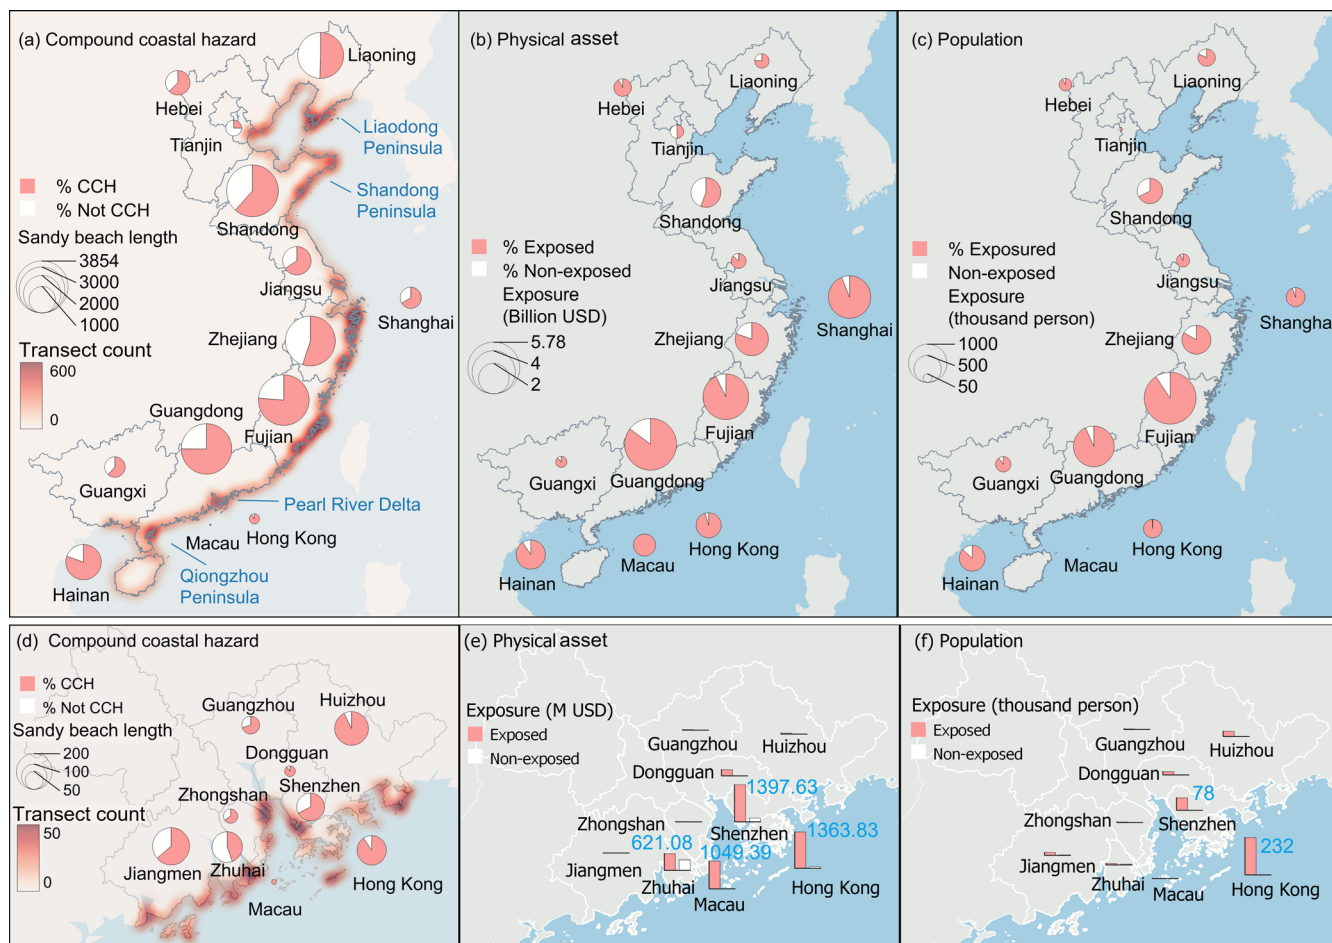 (a) Compound coastal hazard
Liaoning
Hebei
Tianjin
Liaodong
Peninsula
% CCH
% Not CCH
Shandong
Peninsula
Sandy beach length
3854
3000
2000
1000
Shandong
Jiangsu
Shanghai
Zhejiang
Transect count
600
0
Guangdong
Fujian
Guangxi
Pearl River Delta
Macau
Hong Kong
Qiongzhou
Peninsula
Hainan
(b) Physical asset
Liaoning
Hebei
Tianjin
Shandong
% Exposed
% Non-exposed
Exposure
(Billion USD)
5.78
4
2
Jiangsu
Shanghai
Zhejiang
Fujian
Guangdong
Guangxi
Hong Kong
Macau
Hainan
(c) Population
Liaoning
Hebei
Tianjin
Shandong
% Exposured
Non-exposed
Exposure
(thousand person)
1000
500
50
Jiangsu
Shanghai
Zhejiang
Fujian
Guangdong
Guangxi
Macau
Hong Kong
Hainan
(d) Compound coastal hazard
% CCH
% Not CCH
Sandy beach length
200
100
50
Transect count
50
0
Guangzhou
Huizhou
Dongguan
Shenzhen
Zhongshan
Jiangmen
Zhuhai
Macau
Hong Kong
(e) Physical asset
Exposure (M USD)
Exposed
Non-exposed
Guangzhou
Huizhou
Dongguan
1397.63
Zhongshan
Shenzhen
1363.83
621.08
1049.39
Jiangmen
Zhuhai
Macau
Hong Kong
(f) Population
Exposure (thousand person)
Exposed
Non-exposed
Guangzhou
Huizhou
Dongguan
78
Zhongshan
Shenzhen
232
Jiangmen
Zhuhai
Macau
Hong Kong